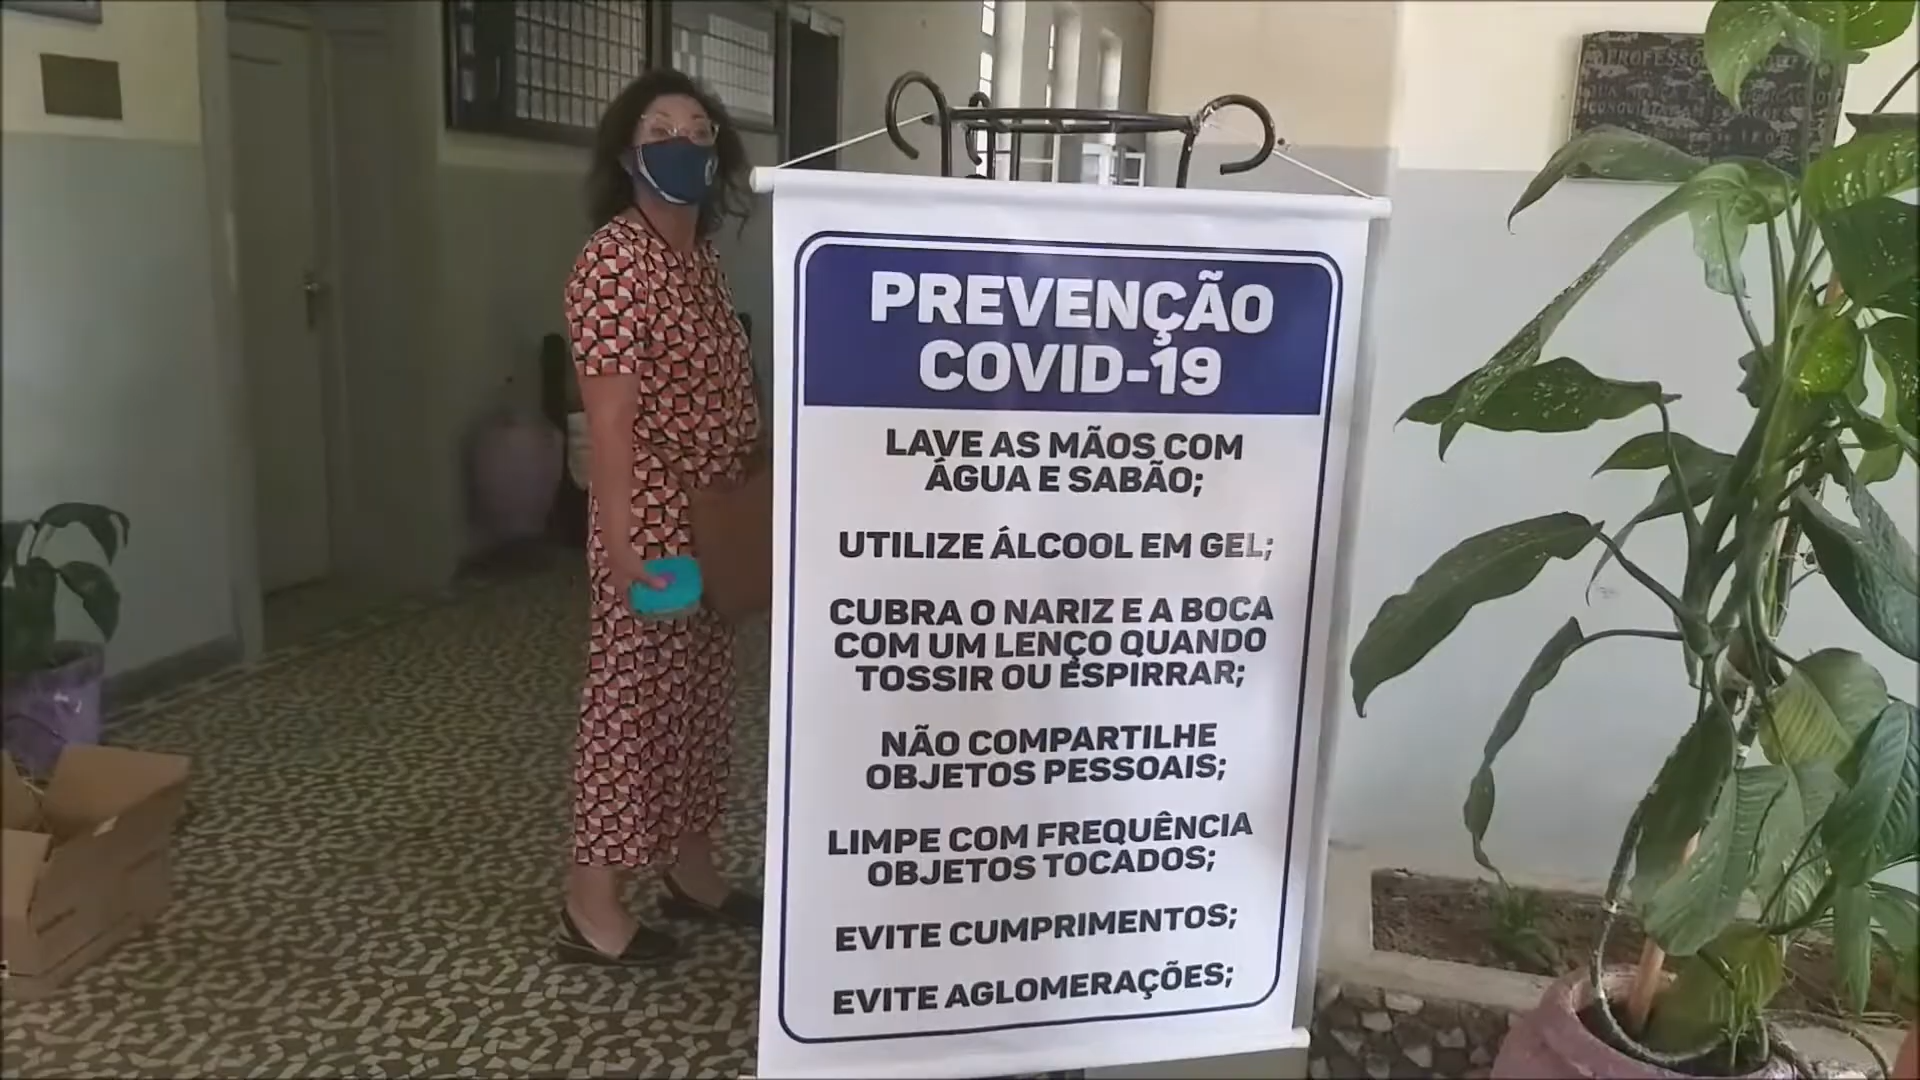 PROFESSOR
PREVENÇÃO
COVID-19
LAVE AS MÃOS COM
ÁGUA E SABÃO;
UTILIZE ÁLCOOL EM GEL;
CUBRA O NARIZ E A BOCA
COM UM LENÇO QUANDO
TOSSIR OU ESPIRRAR;
NÃO COMPARTILHE
OBJETOS PESSOAIS;
LIMPE COM FREQUÊNCIA
OBJETOS TOCADOS;
EVITE CUMPRIMENTOS;
EVITE AGLOMERAÇÕES;